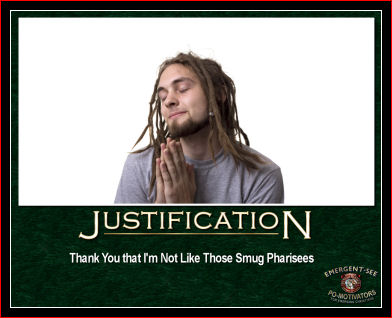 JUSTIFICATION
Thank You that I'm Not Like Those Smug Pharisees
EMERGENT-SEE
PO-MOTIVATORS